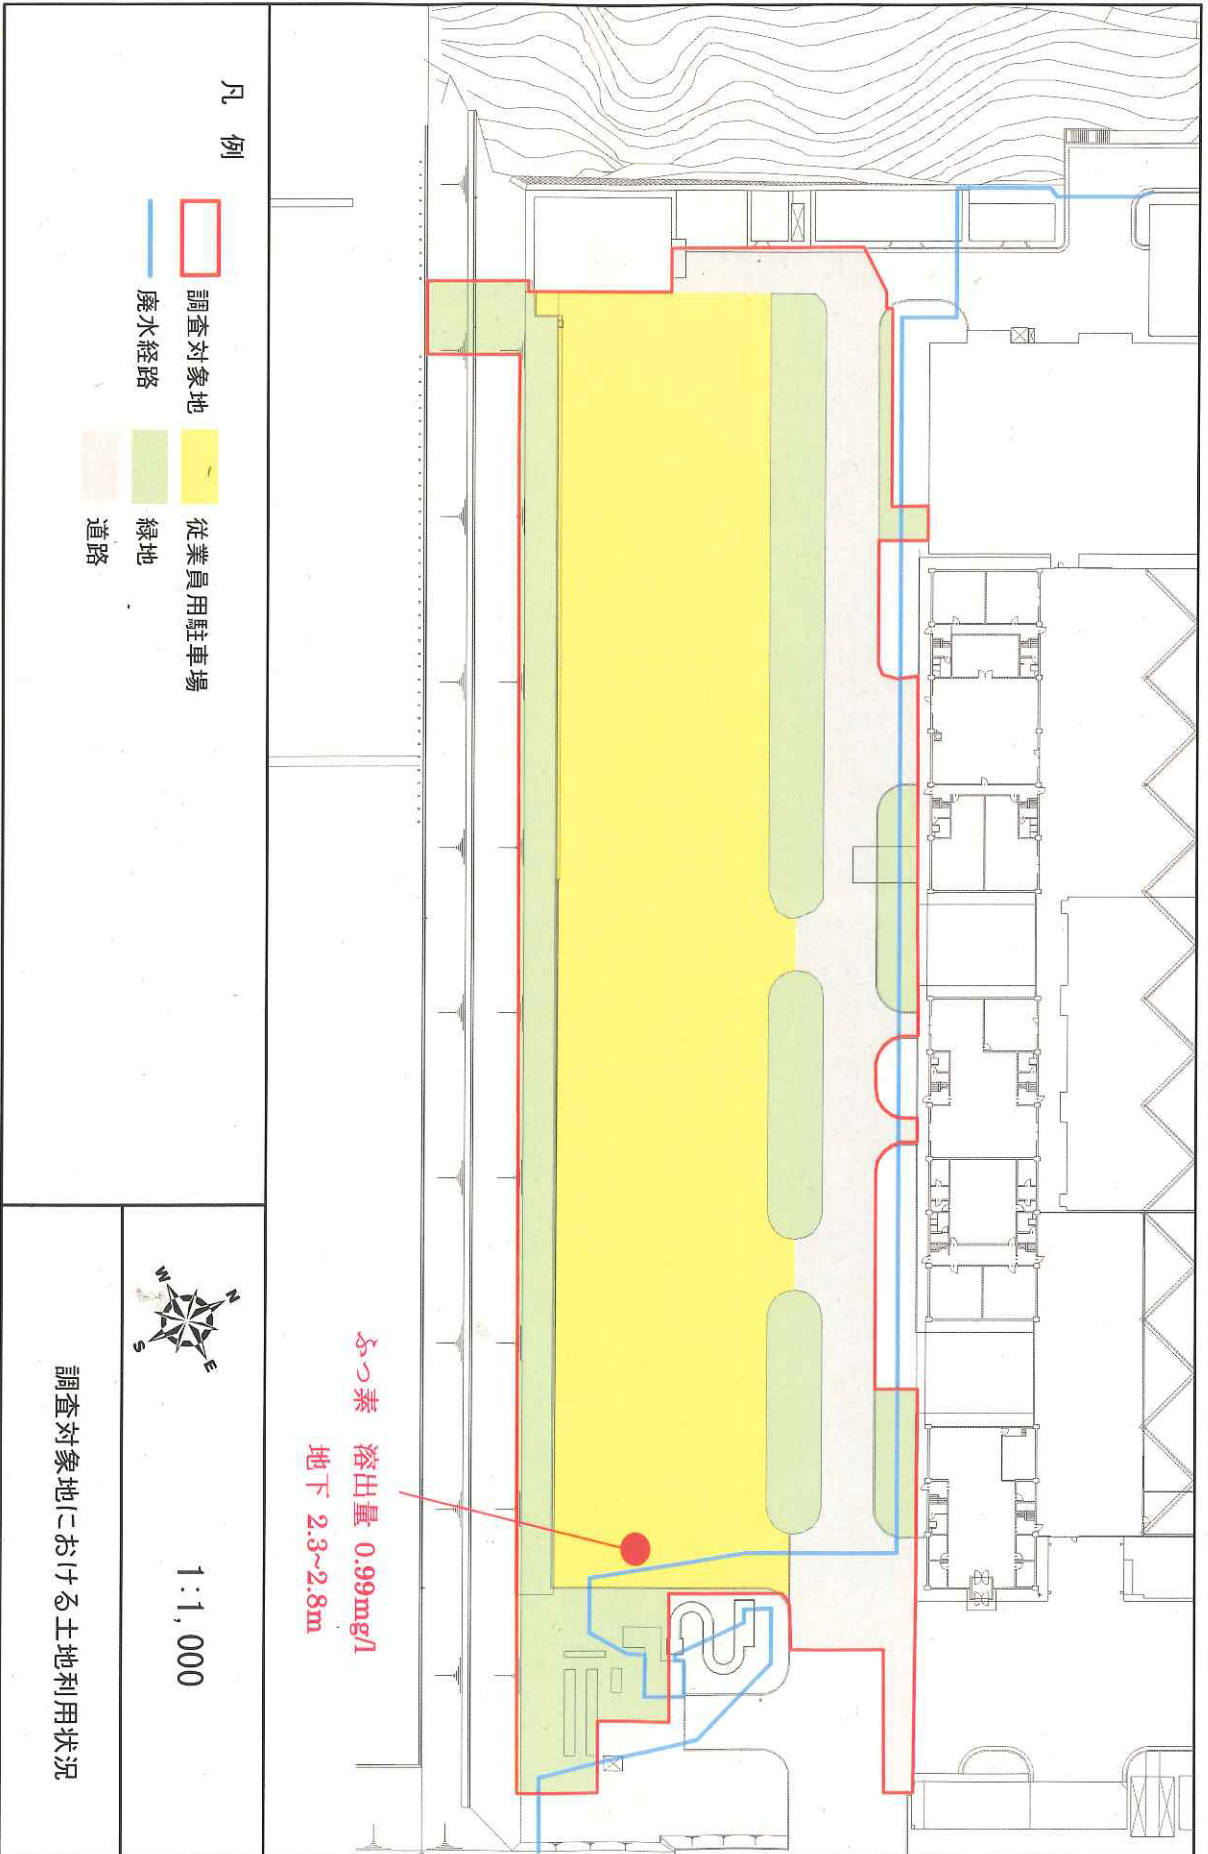 凡 例
調査対象地
廃水経路
従業員用駐車場
緑地
道路
ふっ素 溶出量 0.99mg/l
地下 2.3~2.8m
N
E
S
W
1:1,000
調査対象地における土地利用状況